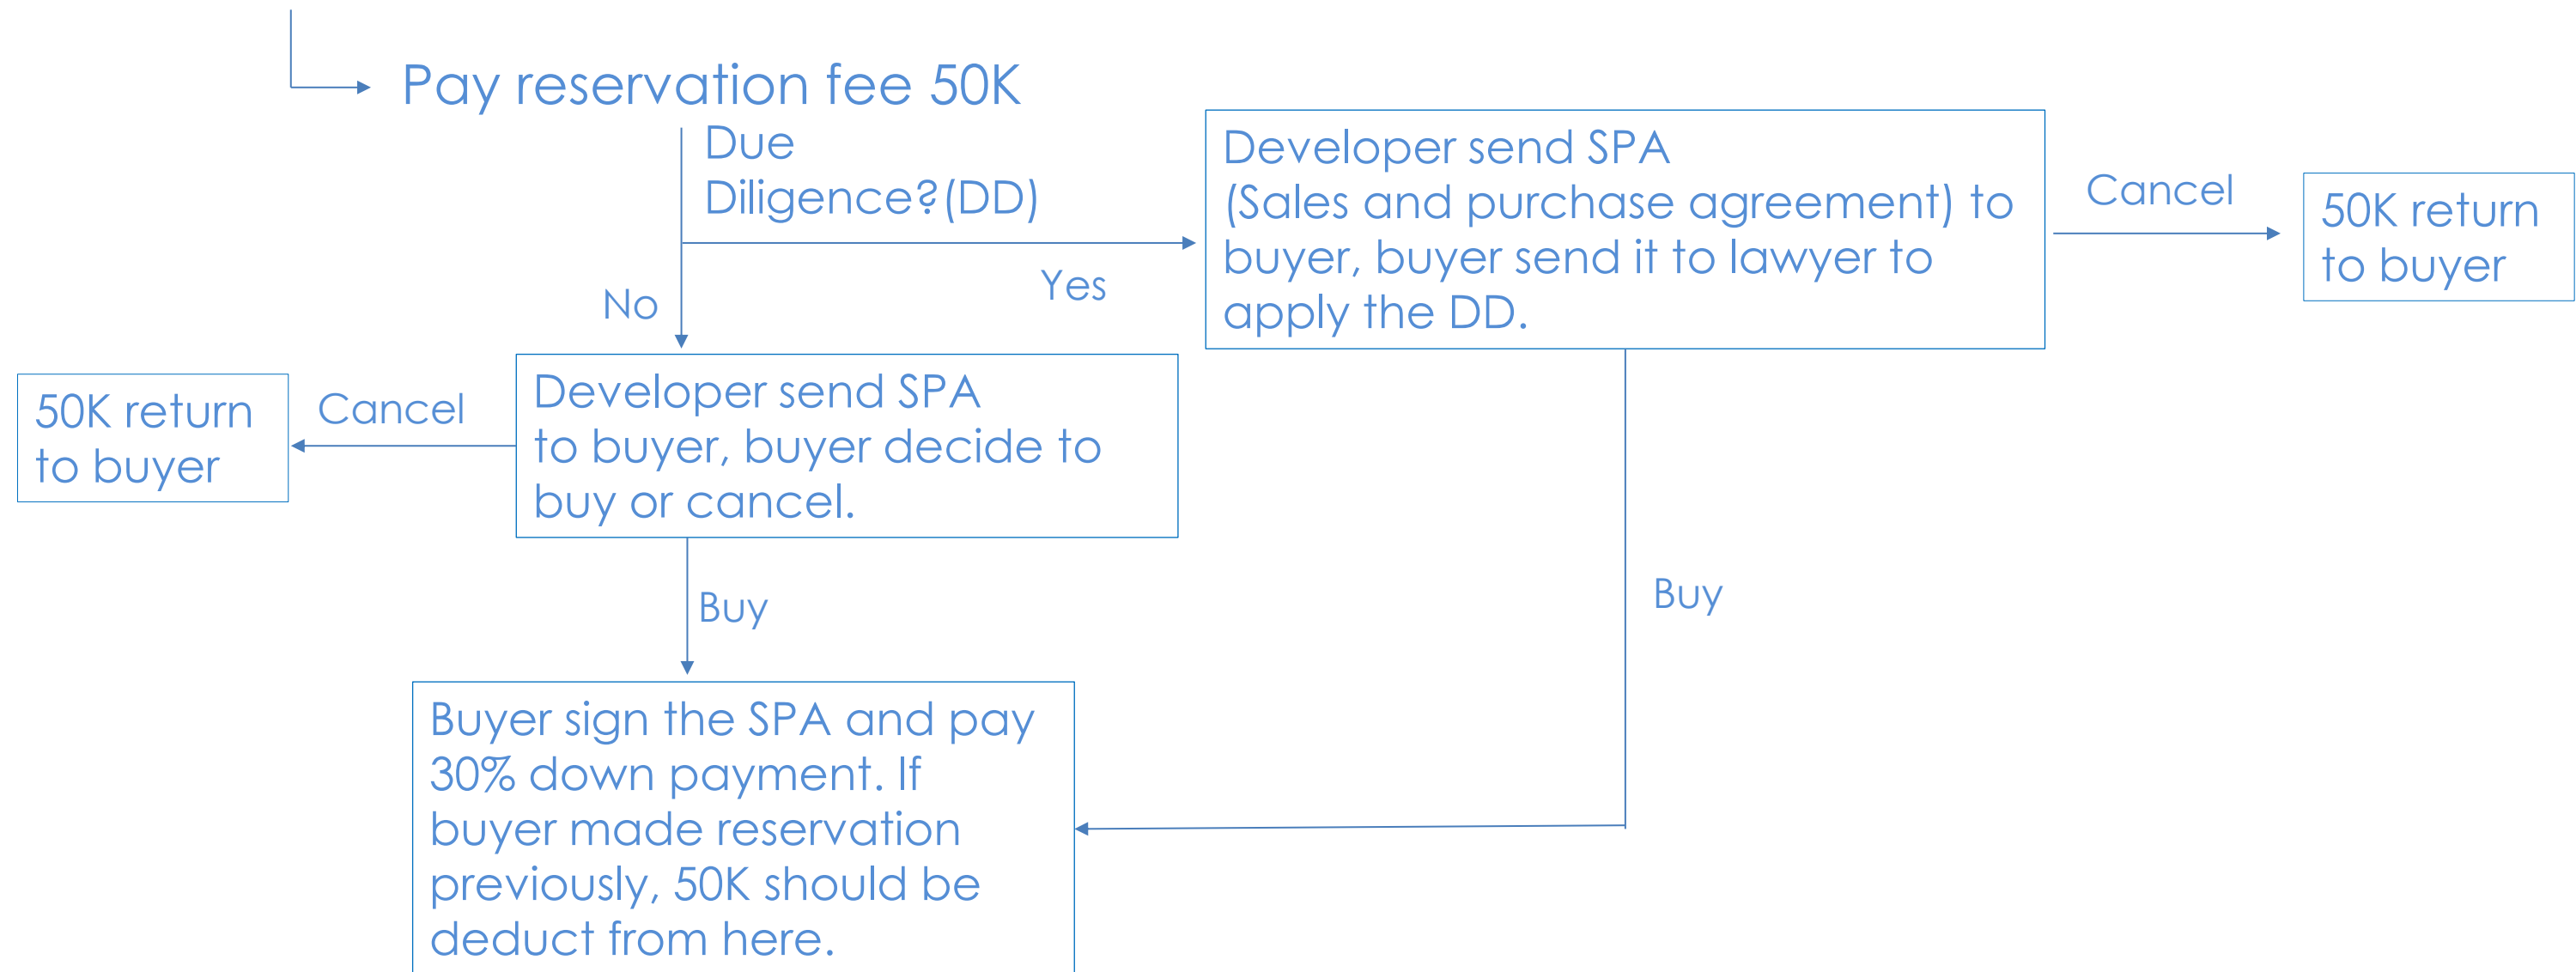 Pay reservation fee 50K
Due
Diligence?(DD)
Yes
No
Developer send SPA
(Sales and purchase agreement) to
buyer, buyer send it to lawyer to
apply the DD.
Cancel
50K return
to buyer
50K return
to buyer
Cancel
Developer send SPA
to buyer, buyer decide to
buy or cancel.
Buy
Buy
Buyer sign the SPA and pay
30% down payment. If
buyer made reservation
previously, 50K should be
deduct from here.